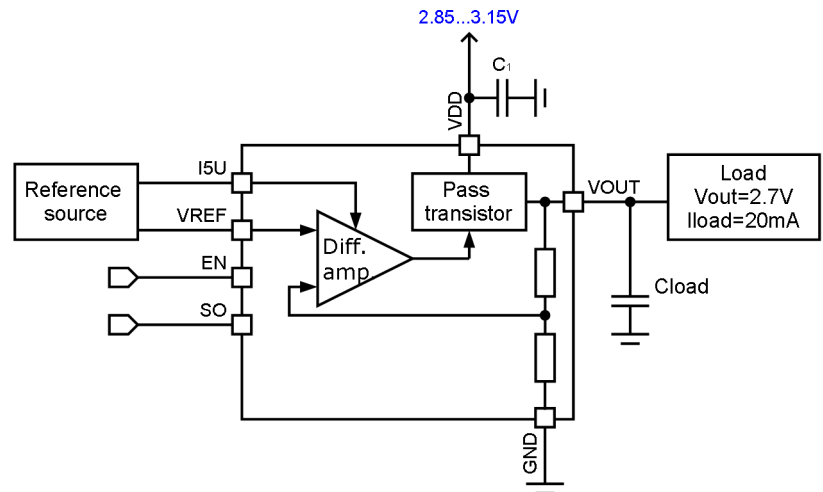 2.85...3.15V
C1
VDD
I5U
Reference
source
VREF
Pass
transistor
VOUT
Load
Vout=2.7V
Iload=20mA
Diff.
amp.
EN
SO
Cload
GND